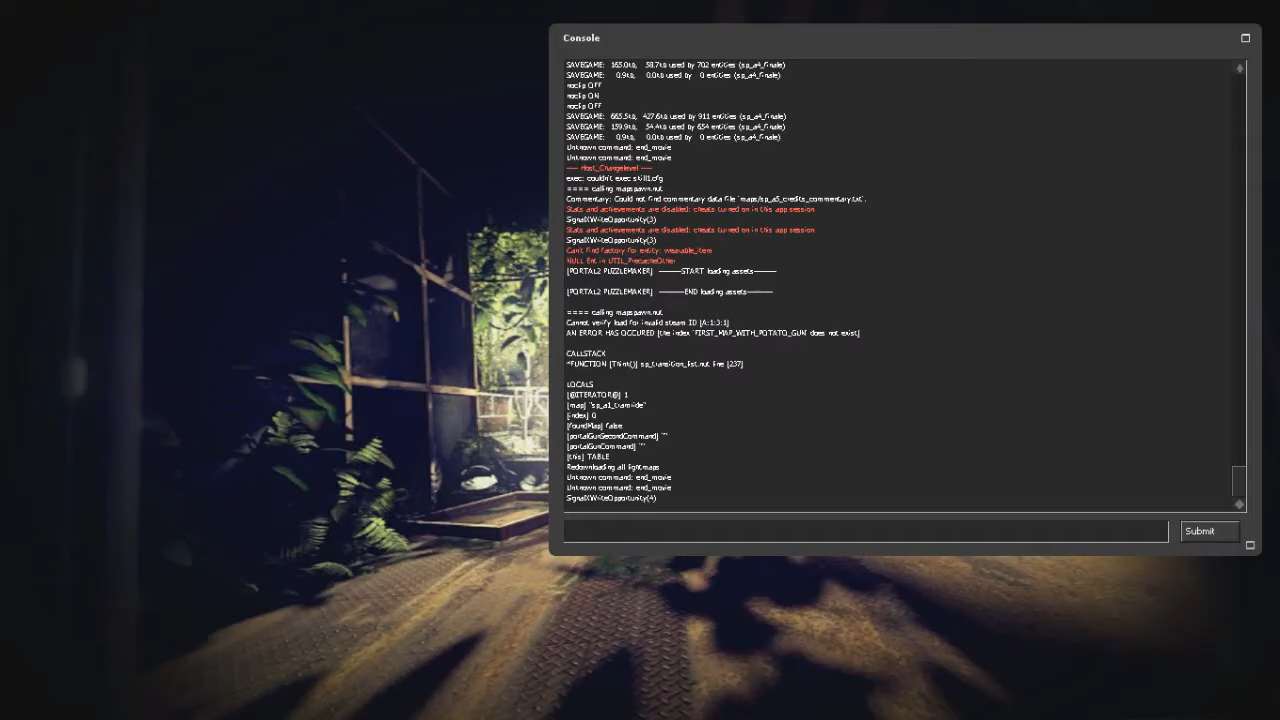 Console
SAVEGAME: 165.0kb, 58.7kb used by 702 entities (sp_a4_finale)
SAVEGAME: 0.9kb, 0.0kb used by 0 entities (sp_a4_finale)
noclip OFF
noclip ON
noclip OFF
SAVEGAME: 665.5kb, 427.6kb used by 911 entities (sp_a4_finale)
SAVEGAME: 159.9kb, 54.4kb used by 654 entities (sp_a4_finale)
SAVEGAME: 0.9kb, 0.0kb used by 0 entities (sp_a4_finale)
Unknown command: end_movie
Unknown command: end_movie
---- Host_Changelevel ----
exec: couldn't exec skill1.cfg
==== calling mapspawn.nut
Commentary: Could not find commentary data file 'maps/sp_a5_credits_commentary.txt'.
Stats and achievements are disabled: cheats turned on in this app session
SignalXWriteOpportunity(3)
Stats and achievements are disabled: cheats turned on in this app session
SignalXWriteOpportunity(3)
Can't find factory for entity: wearable_item
NULL Ent in UTIL_PrecacheOther
[PORTAL2 PUZZLEMAKER] --------START loading assets--------
[PORTAL2 PUZZLEMAKER] --------END loading assets--------
==== calling mapspawn.nut
Cannot verify load for invalid steam ID [A:1:3:1]
AN ERROR HAS OCCURED [the index 'FIRST_MAP_WITH_POTATO_GUN' does not exist]
CALLSTACK
*FUNCTION [Think()] sp_transition_list.nut line [237]
LOCALS
[@ITERATOR@] 1
[map] "sp_a1_tramride"
[index] 0
[foundMap] false
[portalGunSecondCommand] ""
[portalGunCommand] ""
[this] TABLE
Redownloading all lightmaps
Unknown command: end_movie
Unknown command: end_movie
SignalXWriteOpportunity(4)
Submit